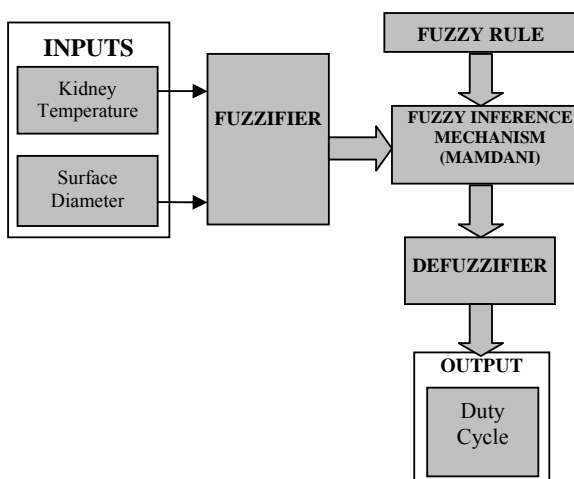 INPUTS
Kidney
Temperature
Surface
Diameter
FUZZIFIER
FUZZY RULE
FUZZY INFERENCE
MECHANISM
(MAMDANI)
DEFUZZIFIER
OUTPUT
Duty
Cycle